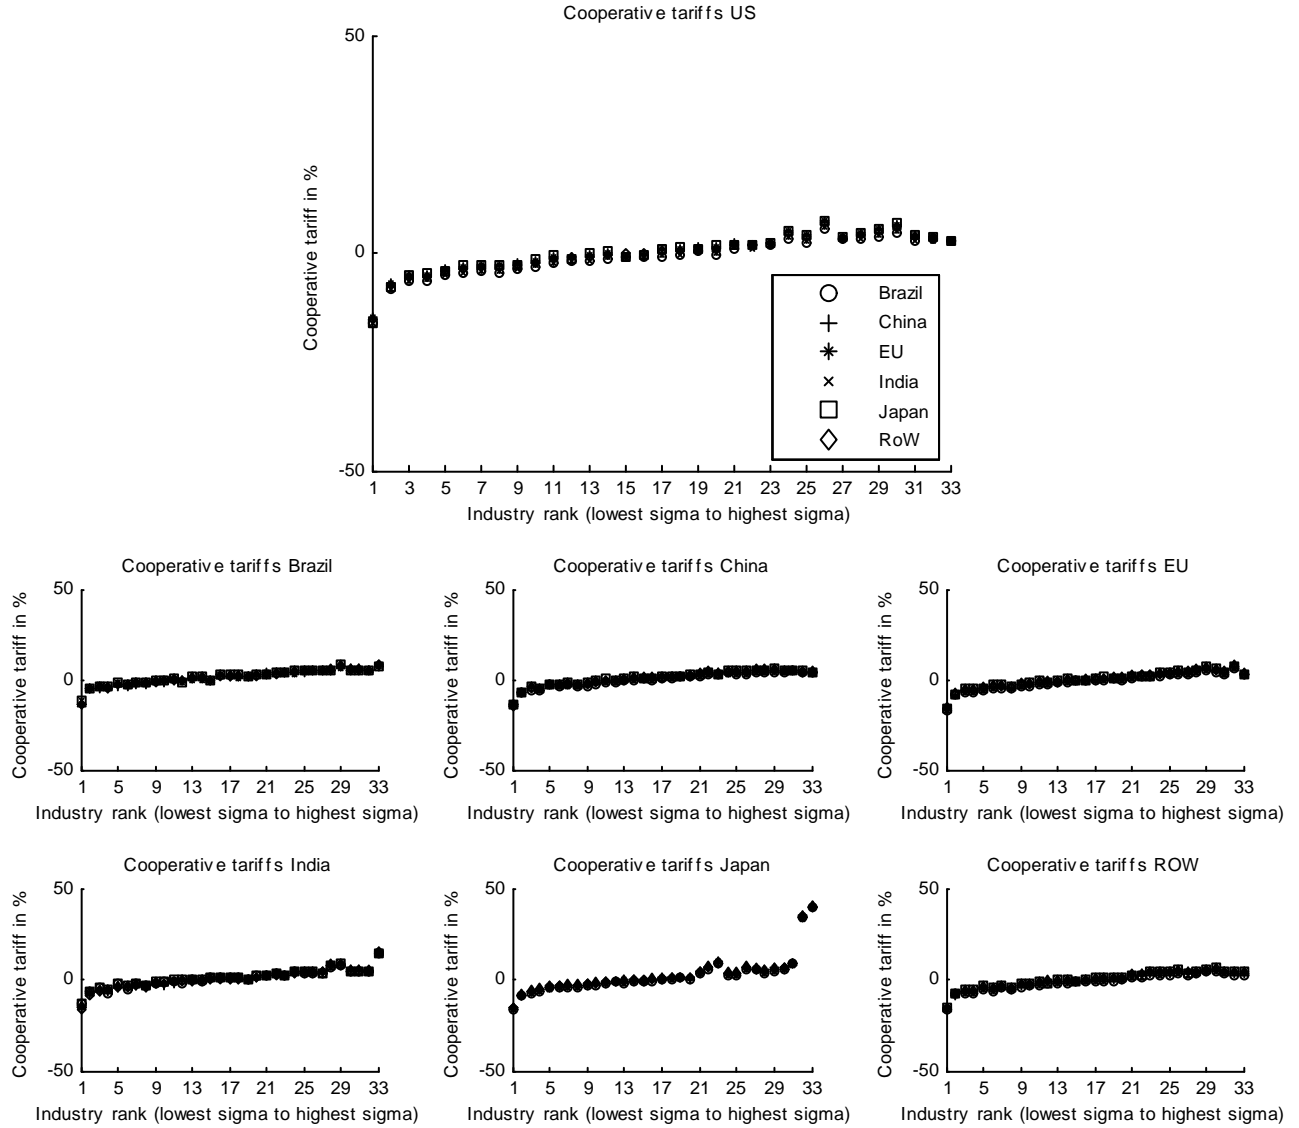 Cooperative tariffs US
50
0
-50
Cooperative tariff in %
1 3 5 7 9 11 13 15 17 19 21 23 25 27 29 31 33
Industry rank (lowest sigma to highest sigma)
Brazil
China
EU
India
Japan
RoW
Cooperative tariffs Brazil
50
0
-50
Cooperative tariff in %
1 5 9 13 17 21 25 29 33
Industry rank (lowest sigma to highest sigma)
Cooperative tariffs China
50
0
-50
Cooperative tariff in %
1 5 9 13 17 21 25 29 33
Industry rank (lowest sigma to highest sigma)
Cooperative tariffs EU
50
0
-50
Cooperative tariff in %
1 5 9 13 17 21 25 29 33
Industry rank (lowest sigma to highest sigma)
Cooperative tariffs India
50
0
-50
Cooperative tariff in %
1 5 9 13 17 21 25 29 33
Industry rank (lowest sigma to highest sigma)
Cooperative tariffs Japan
50
0
-50
Cooperative tariff in %
1 5 9 13 17 21 25 29 33
Industry rank (lowest sigma to highest sigma)
Cooperative tariffs ROW
50
0
-50
Cooperative tariff in %
1 5 9 13 17 21 25 29 33
Industry rank (lowest sigma to highest sigma)